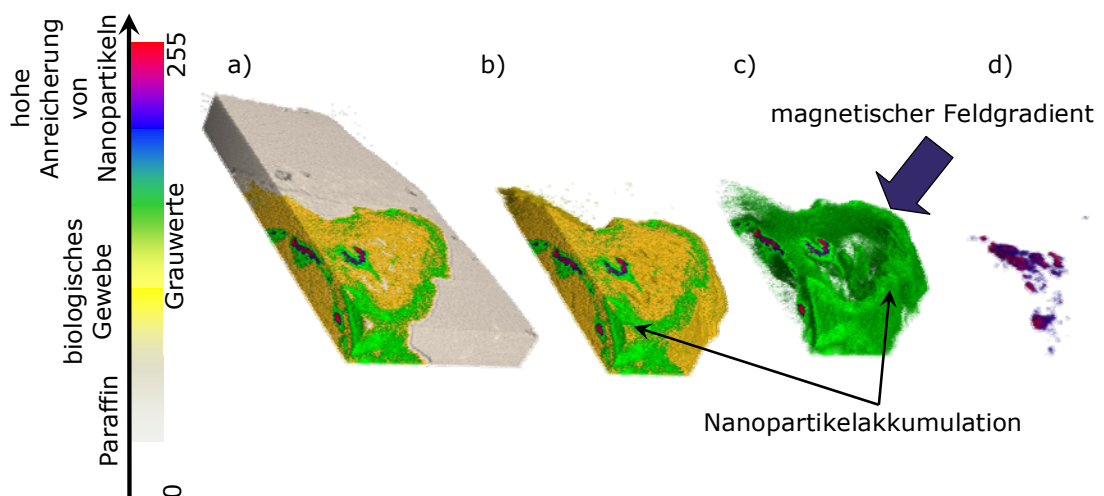 hohe
Anreicherung
von
Nanopartikeln
biologisches
Gewebe
Paraffin
255
Grauwerte
0
a)
b)
c)
d)
magnetischer Feldgradient
Nanopartikelakkumulation